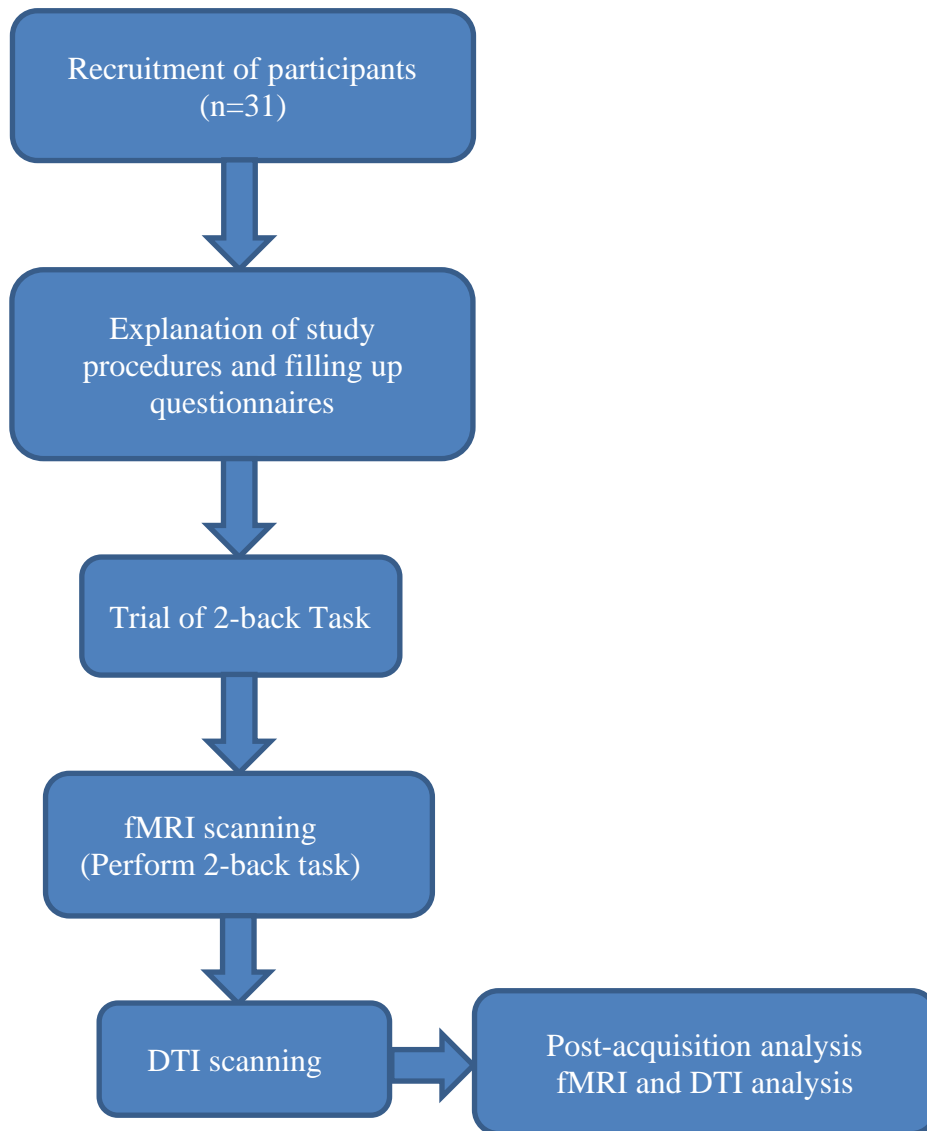 Recruitment of participants
(n=31)
Explanation of study
procedures and filling up
questionnaires
Trial of 2-back Task
fMRI scanning
(Perform 2-back task)
DTI scanning
Post-acquisition analysis
fMRI and DTI analysis